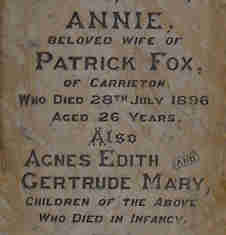 ANNIE,
BELOVED WIFE OF
PATRICK FOX,
OF CARRIETON
WHO DIED 28TH JULY 1896
AGED 26 YEARS.
Also
AGNES EDITH AND
GERTRUDE MARY,
CHILDREN OF THE ABOVE
WHO DIED IN INFANCY.